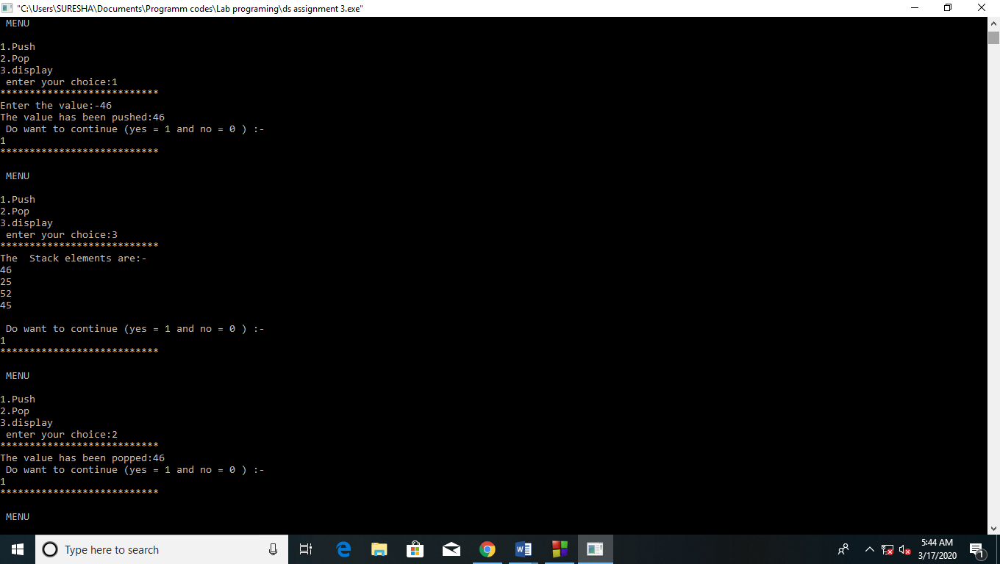 "C:\Users\SURESHA\Documents\Programm codes\Lab programing\ds assignment 3.exe"
MENU
1.Push
2.Pop
3.display
enter your choice:1
***************************
Enter the value:-46
The value has been pushed:46
Do want to continue (yes = 1 and no = 0 ) :-
1
***************************
MENU
1.Push
2.Pop
3.display
enter your choice:3
***************************
The  Stack elements are:-
46
25
52
45
Do want to continue (yes = 1 and no = 0 ) :-
1
***************************
MENU
1.Push
2.Pop
3.display
enter your choice:2
***************************
The value has been popped:46
Do want to continue (yes = 1 and no = 0 ) :-
1
***************************
MENU
Type here to search
5:44 AM
3/17/2020
1